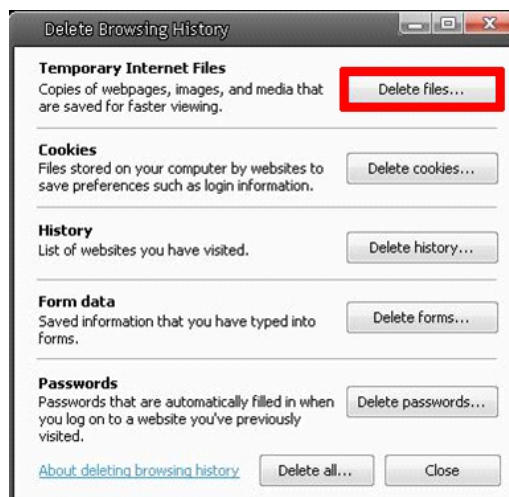 Delete Browsing History
Temporary Internet Files
Copies of webpages, images, and media that
are saved for faster viewing.
Delete files...
Cookies
Files stored on your computer by websites to
save preferences such as login information.
Delete cookies...
History
List of websites you have visited.
Delete history...
Form data
Saved information that you have typed into
forms.
Delete forms...
Passwords
Passwords that are automatically filled in when
you log on to a website you've previously
visited.
Delete passwords...
About deleting browsing history
Delete all...
Close